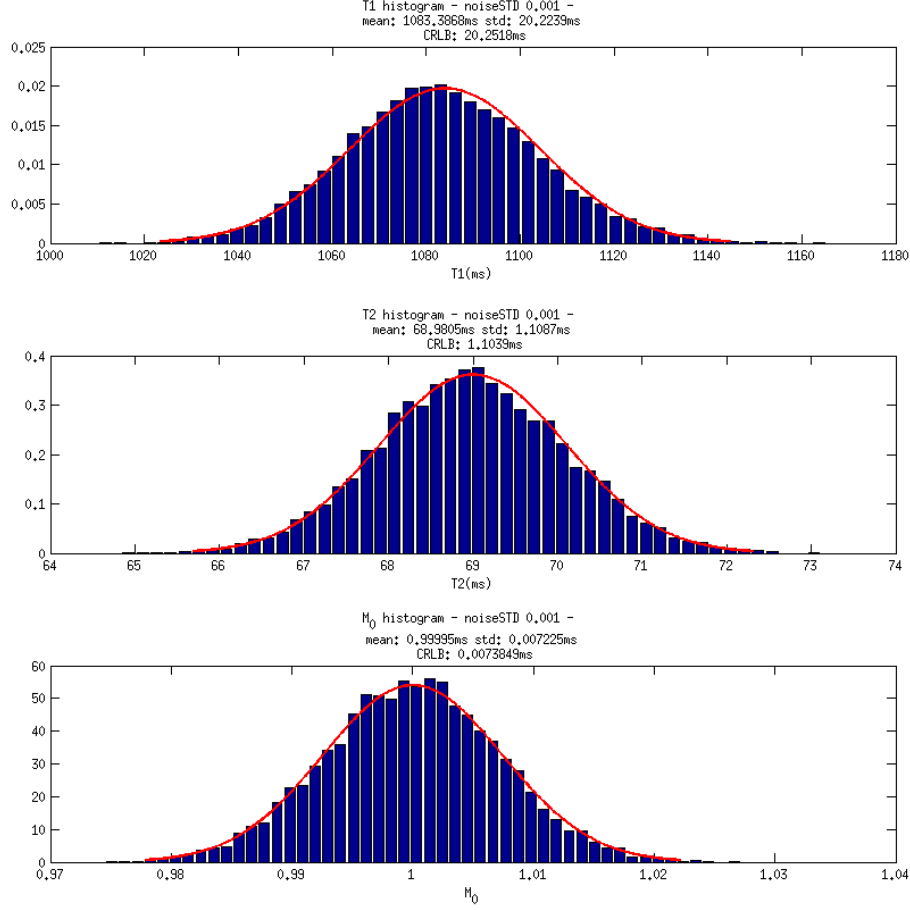 T1 histogram - noiseSTD 0.001 -
mean: 1083.3868ms std: 20.2239ms
CRLB: 20.2518ms
0.025
0.02
0.015
0.01
0.005
0
1000 1020 1040 1060 1080 1100 1120 1140 1160 1180
T1(ms)
T2 histogram - noiseSTD 0.001 -
mean: 68.9805ms std: 1.1087ms
CRLB: 1.1039ms
0.4
0.3
0.2
0.1
0
64 65 66 67 68 69 70 71 72 73 74
T2(ms)
M0 histogram - noiseSTD 0.001 -
mean: 0.99995ms std: 0.007225ms
CRLB: 0.0073849ms
60
50
40
30
20
10
0
0.97 0.98 0.99 1 1.01 1.02 1.03 1.04
M0